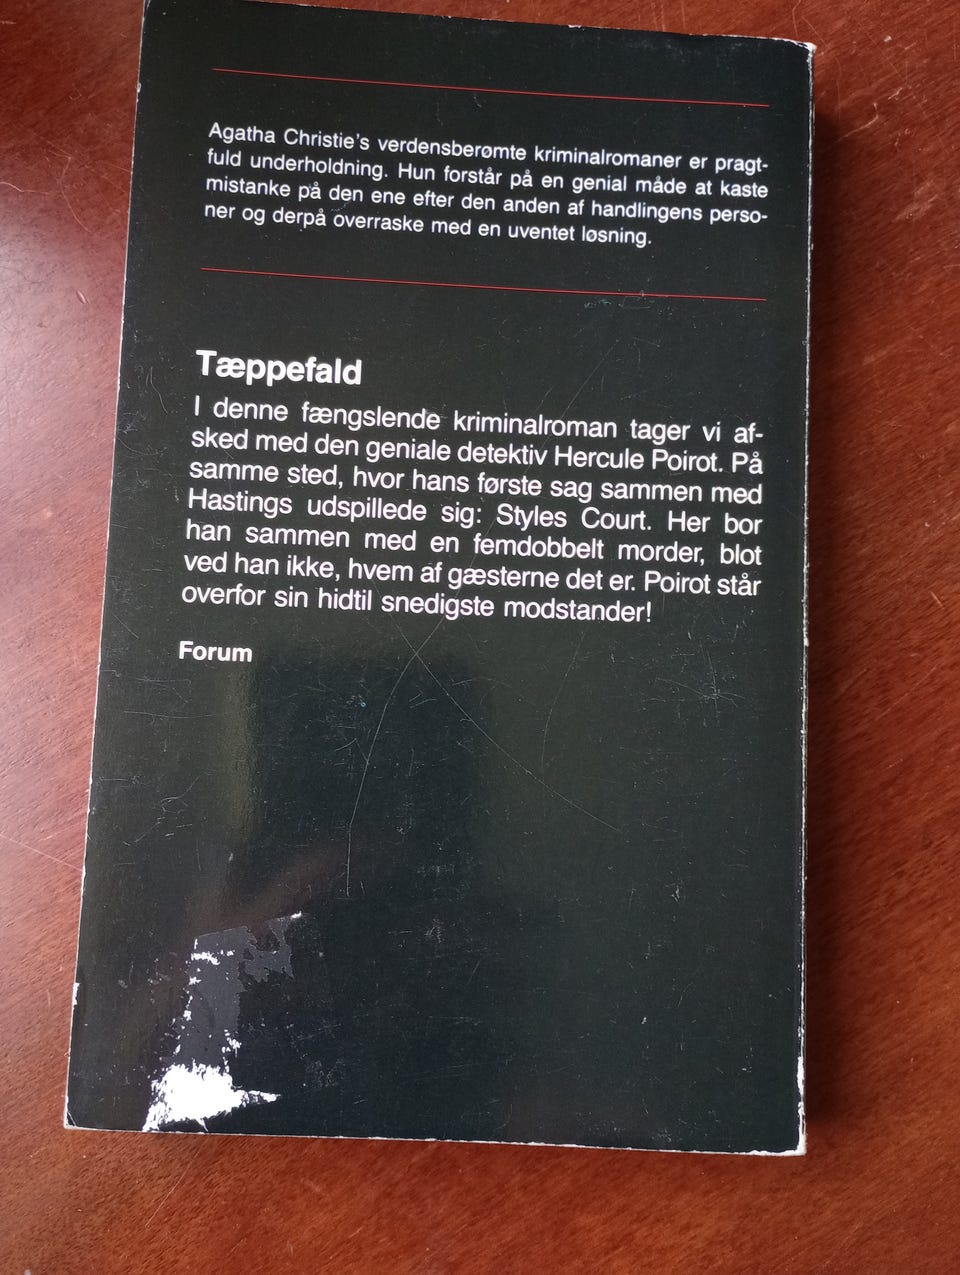 Agatha Christie's verdensberømte kriminalromaner er pragt-
fuld underholdning. Hun forstår på en genial måde at kaste
mistanke på den ene efter den anden af handlingens perso-
ner og derpå overraske med en uventet løsning.
Tæppefald
I denne fængslende kriminalroman tager vi af-
sked med den geniale detektiv Hercule Poirot. På
samme sted, hvor hans første sag sammen med
Hastings udspillede sig: Styles Court. Her bor
han sammen med en femdobbelt morder, blot
ved han ikke, hvem af gæsterne det er. Poirot står
overfor sin hidtil snedigste modstander!
Forum